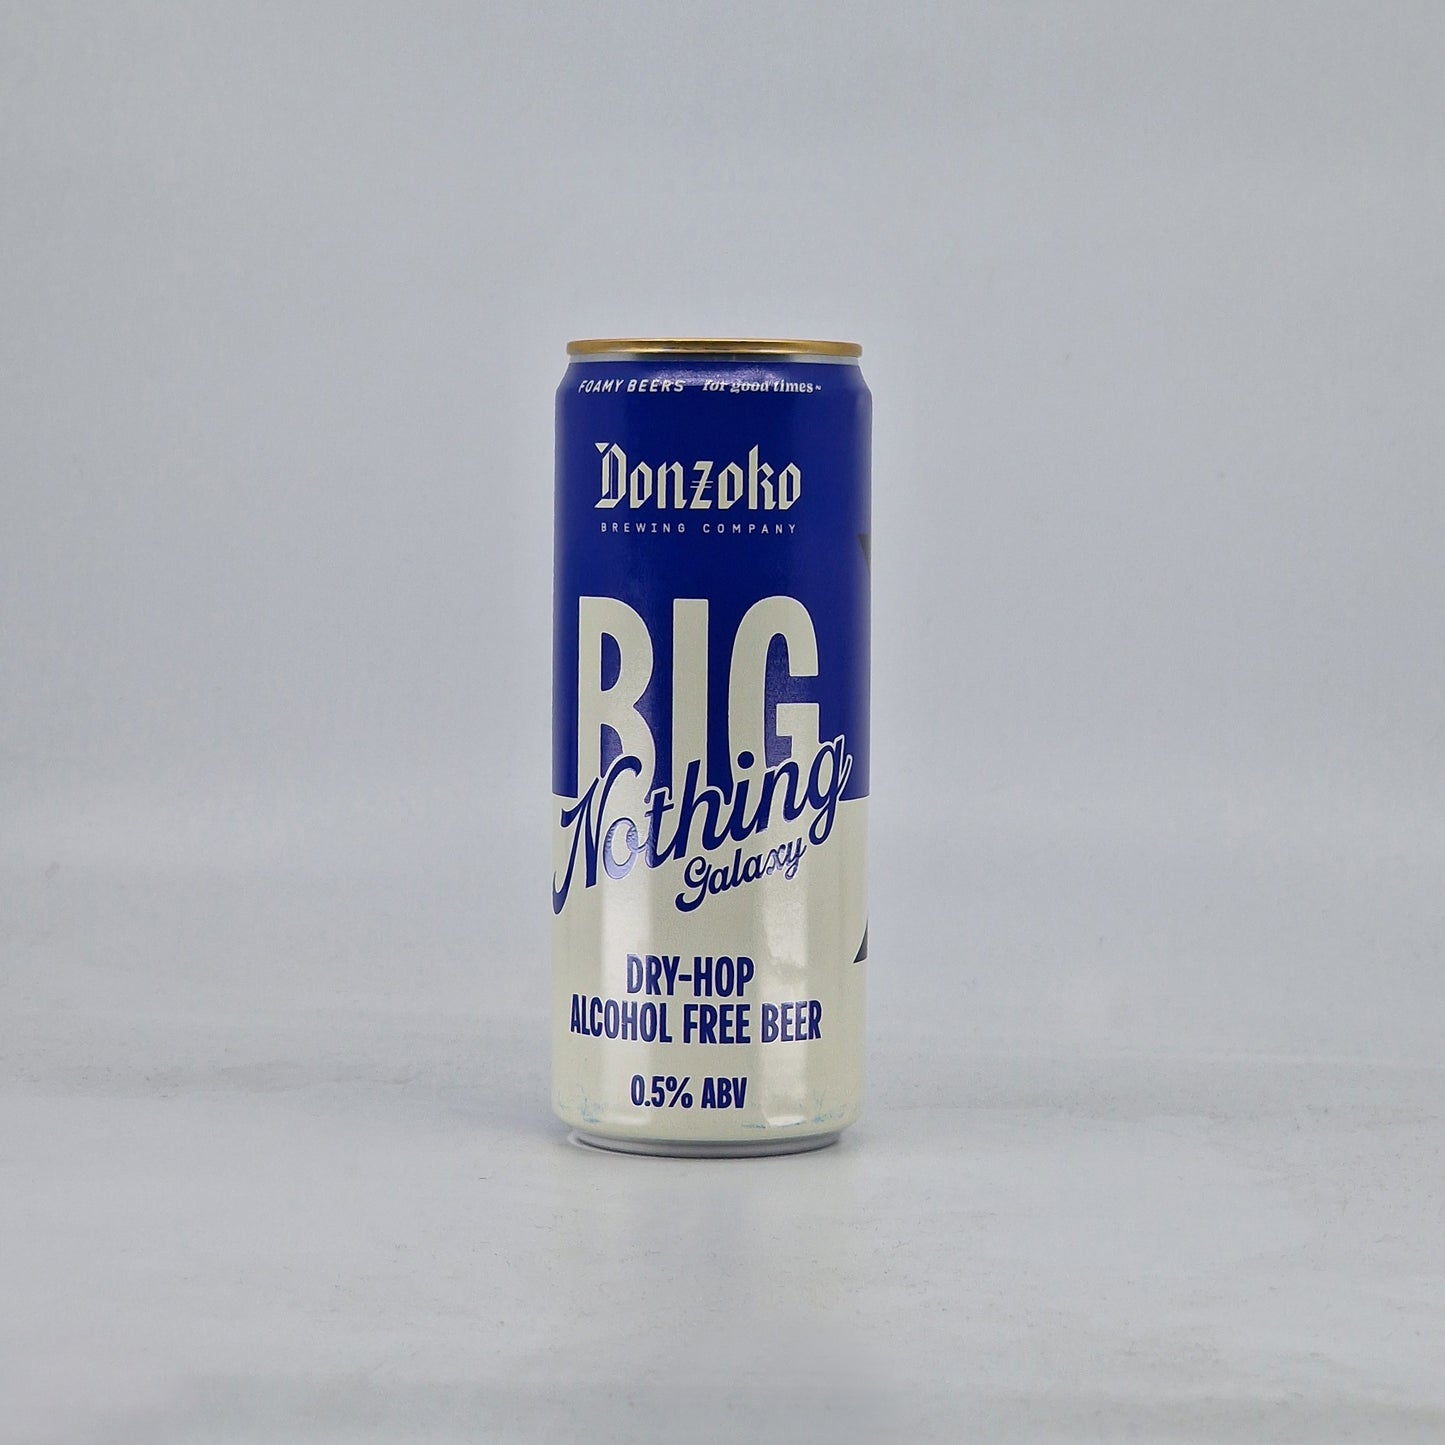 FOAMY BEERS for good times~
Donzoko
BREWING COMPANY
BIG
Nothing
Galaxy
DRY-HOP
ALCOHOL FREE BEER
0.5% ABV